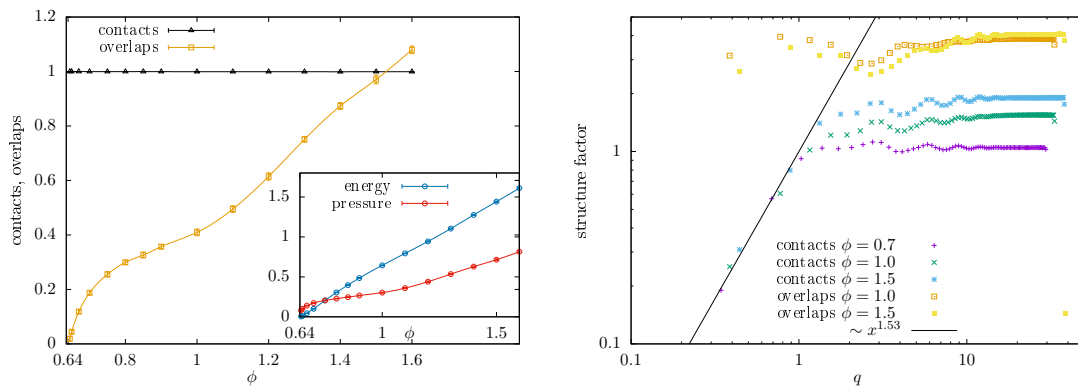 1.2
1
0.8
0.6
0.4
0.2
0
contacts, overlaps
contacts
overlaps
0.64 0.8 1 1.2 1.4 1.6
ϕ
energy
pressure
1.5
1
0.5
0
0.64 1 ϕ 1.5
structure factor
1
0.1
contacts ϕ = 0.7
contacts ϕ = 1.0
contacts ϕ = 1.5
overlaps ϕ = 1.0
overlaps ϕ = 1.5
∼ x^1.53
0.1 1 10
q